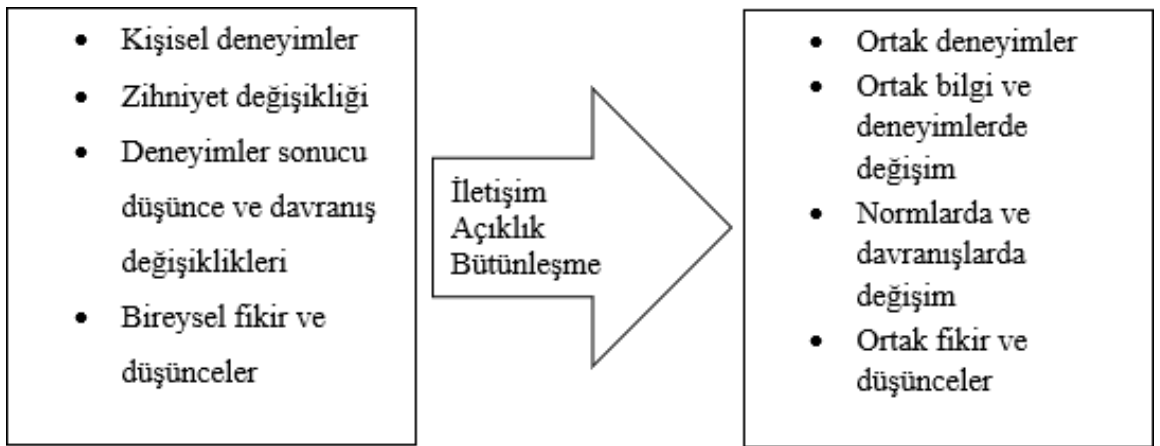 • Kişisel deneyimler
• Zihniyet değişikliği
• Deneyimler sonucu
düşünce ve davranış
değişiklikleri
• Bireysel fikir ve
düşünceler
İletişim
Açıklık
Bütünleşme
• Ortak deneyimler
• Ortak bilgi ve
deneyimlerde
değişim
• Normlarda ve
davranışlarda
değişim
• Ortak fikir ve
düşünceler